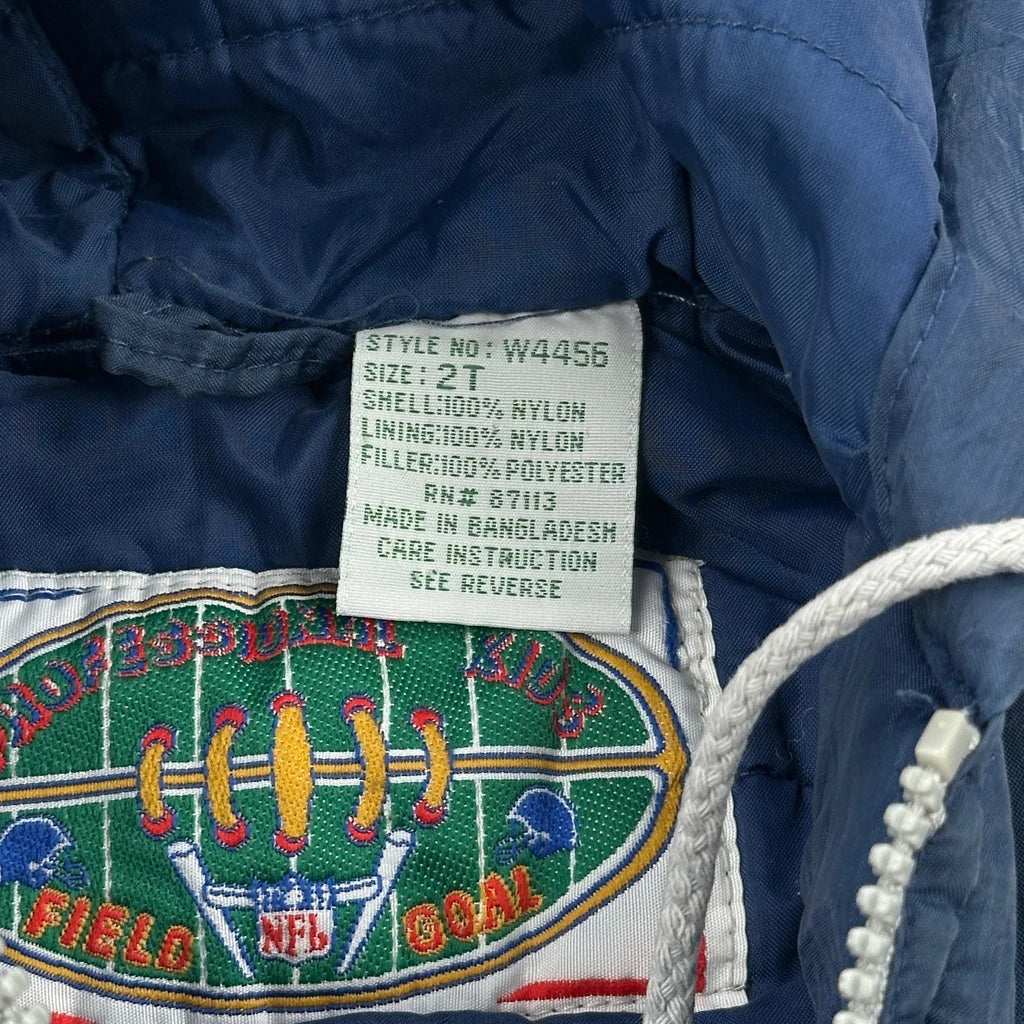 STYLE NO: W4456
SIZE: 2T
SHELL:100% NYLON
LINING:100% NYLON
FILLER:100% POLYESTER
RN# 87113
MADE IN BANGLADESH
CARE INSTRUCTION
SEE REVERSE
KIDS
FIELD GOAL
NFL